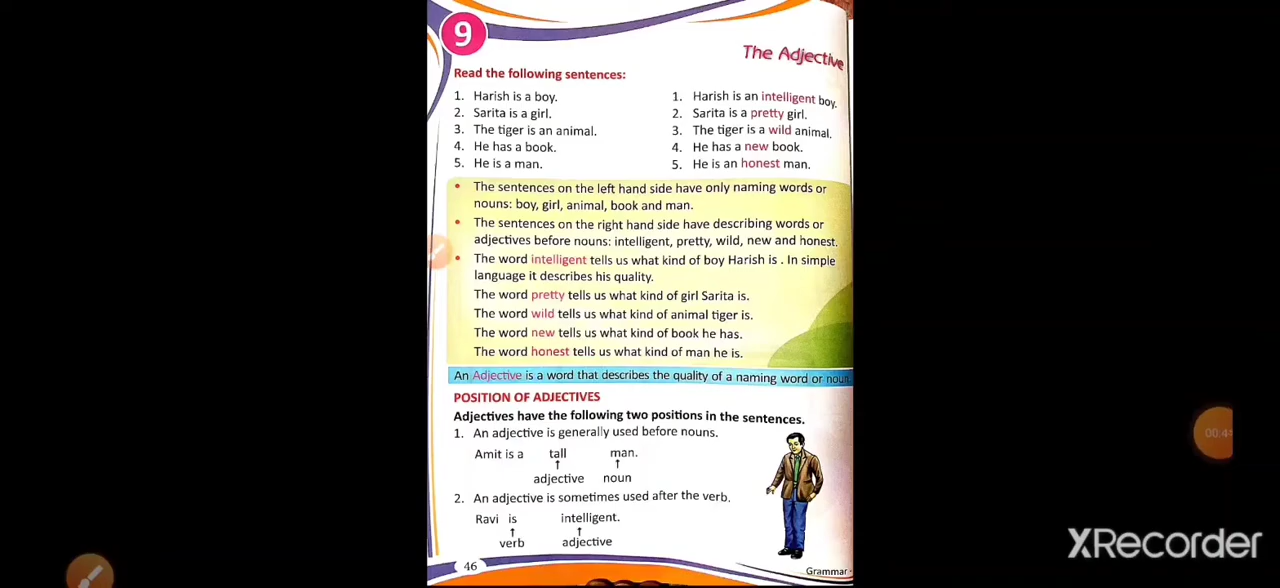 9
The Adjective
Read the following sentences:
1. Harish is a boy.
2. Sarita is a girl.
3. The tiger is an animal.
4. He has a book.
5. He is a man.
1. Harish is an intelligent boy.
2. Sarita is a pretty girl.
3. The tiger is a wild animal.
4. He has a new book.
5. He is an honest man.
• The sentences on the left hand side have only naming words or
nouns: boy, girl, animal, book and man.
• The sentences on the right hand side have describing words or
adjectives before nouns: intelligent, pretty, wild, new and honest.
• The word intelligent tells us what kind of boy Harish is . In simple
language it describes his quality.
The word pretty tells us what kind of girl Sarita is.
The word wild tells us what kind of animal tiger is.
The word new tells us what kind of book he has.
The word honest tells us what kind of man he is.
An Adjective is a word that describes the quality of a naming word or noun.
POSITION OF ADJECTIVES
Adjectives have the following two positions in the sentences.
1. An adjective is generally used before nouns.
Amit is a tall man.
adjective noun
2. An adjective is sometimes used after the verb.
Ravi is intelligent.
verb adjective
46
Grammar
XRecorder